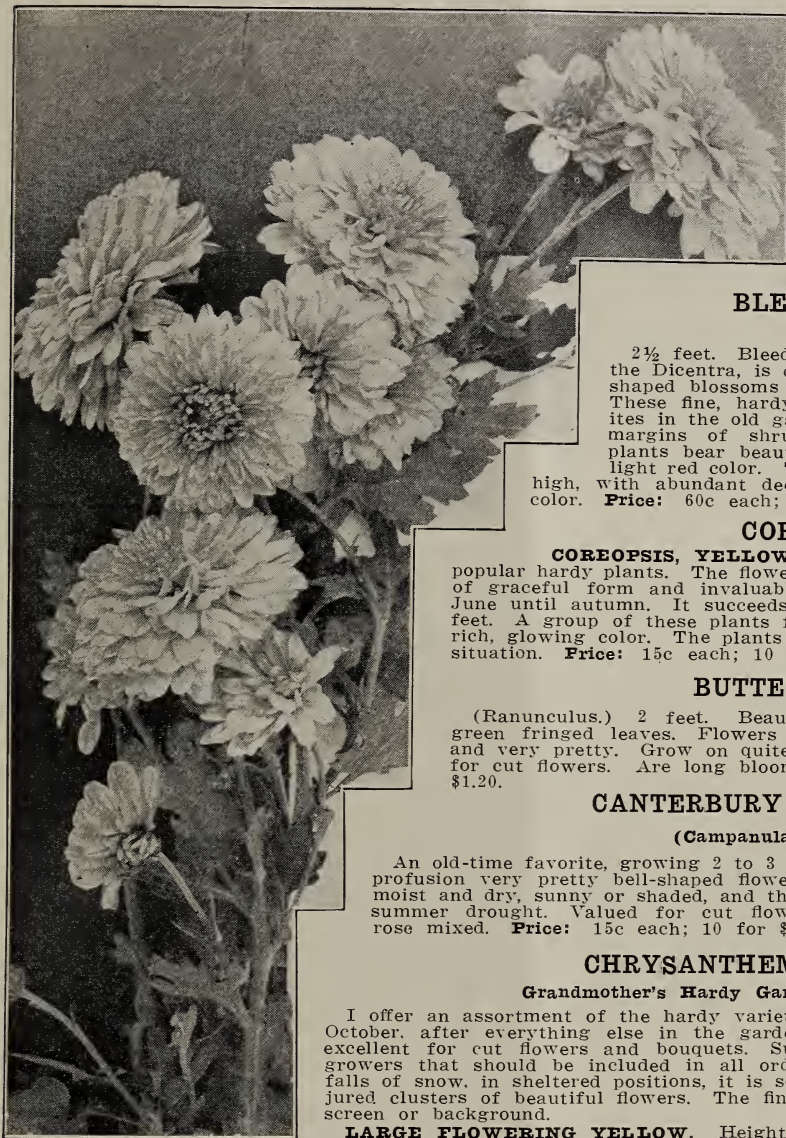 BLE
2½ feet. Bleed
the Dicentra, is
shaped blossoms
These fine, hardy
ites in the old ga
margins of shru
plants bear beau
light red color.
high, with abundant de
color. Price: 60c each;
CO
COREOPSIS, YELLOW
popular hardy plants. The flowe
of graceful form and invaluab
June until autumn. It succeeds
feet. A group of these plants
rich, glowing color. The plants
situation. Price: 15c each; 10
BUTTE
(Ranunculus.) 2 feet. Beau
green fringed leaves. Flowers
and very pretty. Grow on quite
for cut flowers. Are long bloom
$1.20.
CANTERBURY
(Campanula
An old-time favorite, growing 2 to 3
profusion very pretty bell-shaped flowe
moist and dry, sunny or shaded, and th
summer drought. Valued for cut flow
rose mixed. Price: 15c each; 10 for $
CHRYSANTHEM
Grandmother's Hardy Gar
I offer an assortment of the hardy variet
October, after everything else in the garde
excellent for cut flowers and bouquets. Su
growers that should be included in all ord
falls of snow, in sheltered positions, it is s
jured clusters of beautiful flowers. The fin
screen or background.
LARGE FLOWERING YELLOW. Height